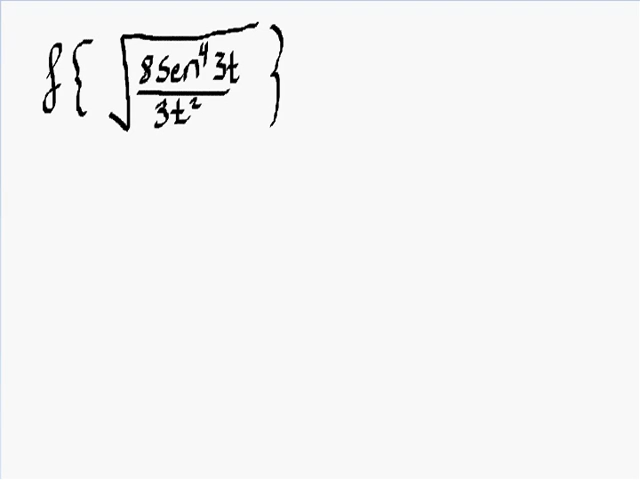 ℒ{ √(8 Sen⁴ 3t / 3t²) }